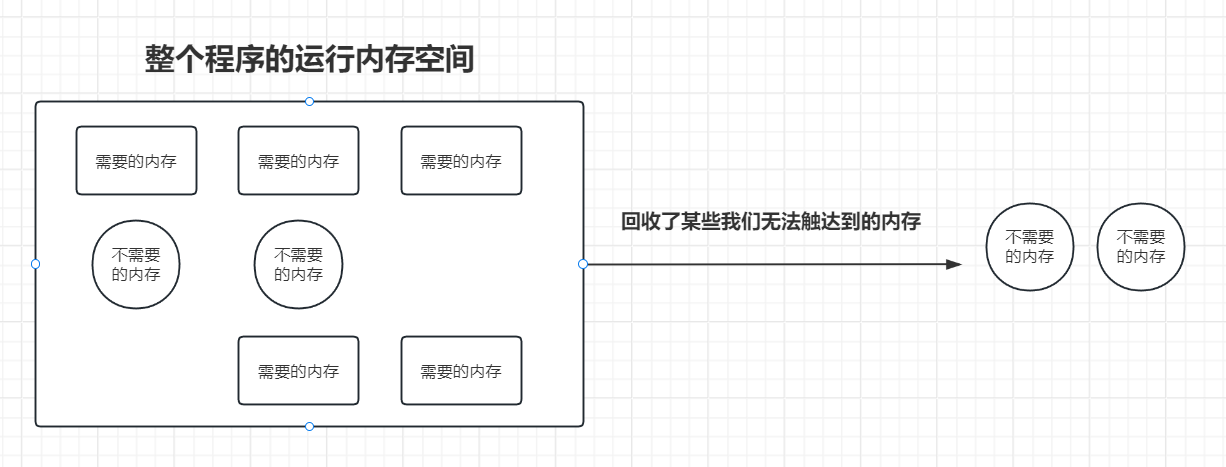 整个程序的运行内存空间
需要的内存
需要的内存
需要的内存
不需要
的内存
不需要
的内存
需要的内存
需要的内存
回收了某些我们无法触达到的内存
不需要
的内存
不需要
的内存